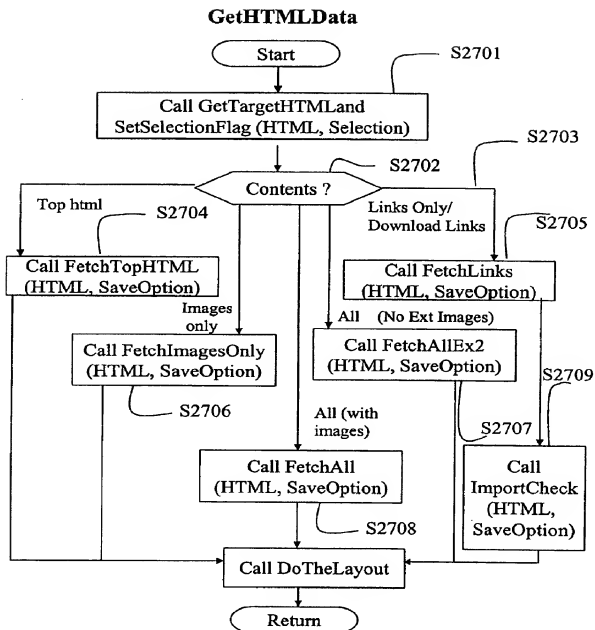 GetHTMLData
Start
S2701
Call GetTargetHTMLand
SetSelectionFlag (HTML, Selection)
S2703
S2702
Contents ?
Top html
S2704
Links Only/
Download Links
S2705
Call FetchTopHTML
(HTML, SaveOption)
Call FetchLinks
(HTML, SaveOption)
Images
only
All (No Ext Images)
Call FetchImagesOnly
(HTML, SaveOption)
Call FetchAllEx2
(HTML, SaveOption)
S2709
S2706
All (with
images)
S2707
Call FetchAll
(HTML, SaveOption)
Call
ImportCheck
(HTML,
SaveOption)
S2708
Call DoTheLayout
Return